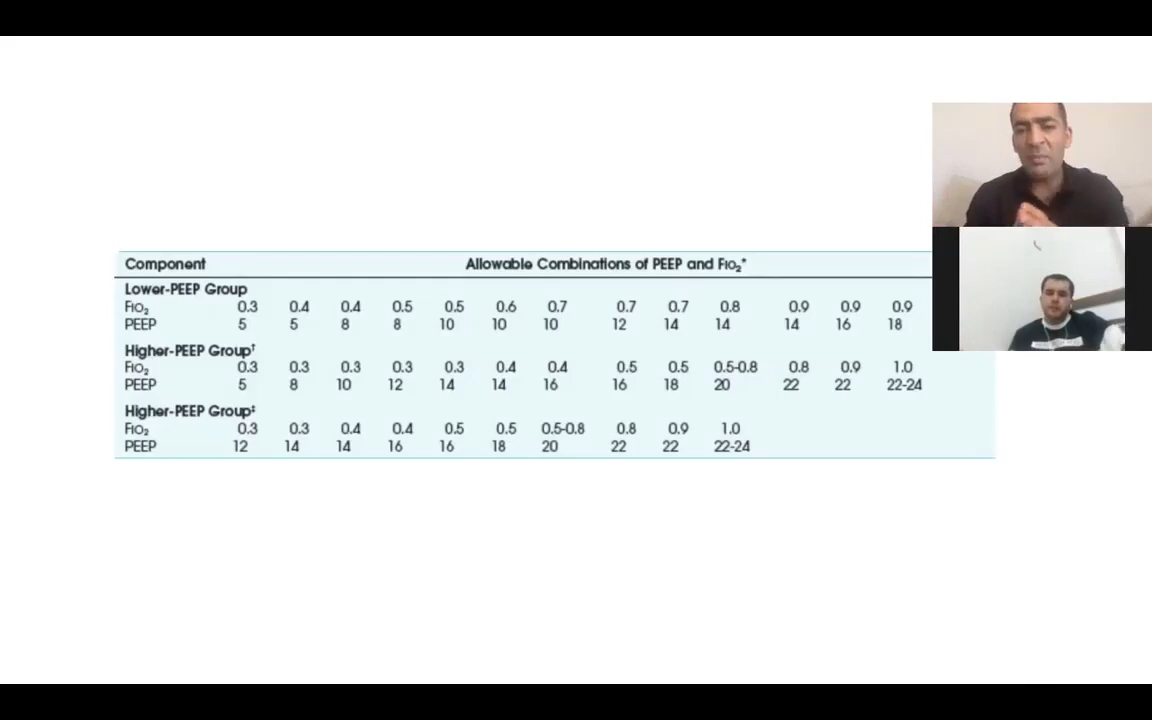 Component Allowable Combinations of PEEP and FIO₂*
Lower-PEEP Group
FIO₂ 0.3 0.4 0.4 0.5 0.5 0.6 0.7 0.7 0.7 0.8 0.9 0.9 0.9
PEEP 5 5 8 8 10 10 10 12 14 14 14 16 18
Higher-PEEP Group†
FIO₂ 0.3 0.3 0.3 0.3 0.3 0.4 0.4 0.5 0.5 0.5-0.8 0.8 0.9 1.0
PEEP 5 8 10 12 14 14 16 16 18 20 22 22 22-24
Higher-PEEP Group‡
FIO₂ 0.3 0.3 0.4 0.4 0.5 0.5 0.5-0.8 0.8 0.9 1.0
PEEP 12 14 14 16 16 18 20 22 22 22-24